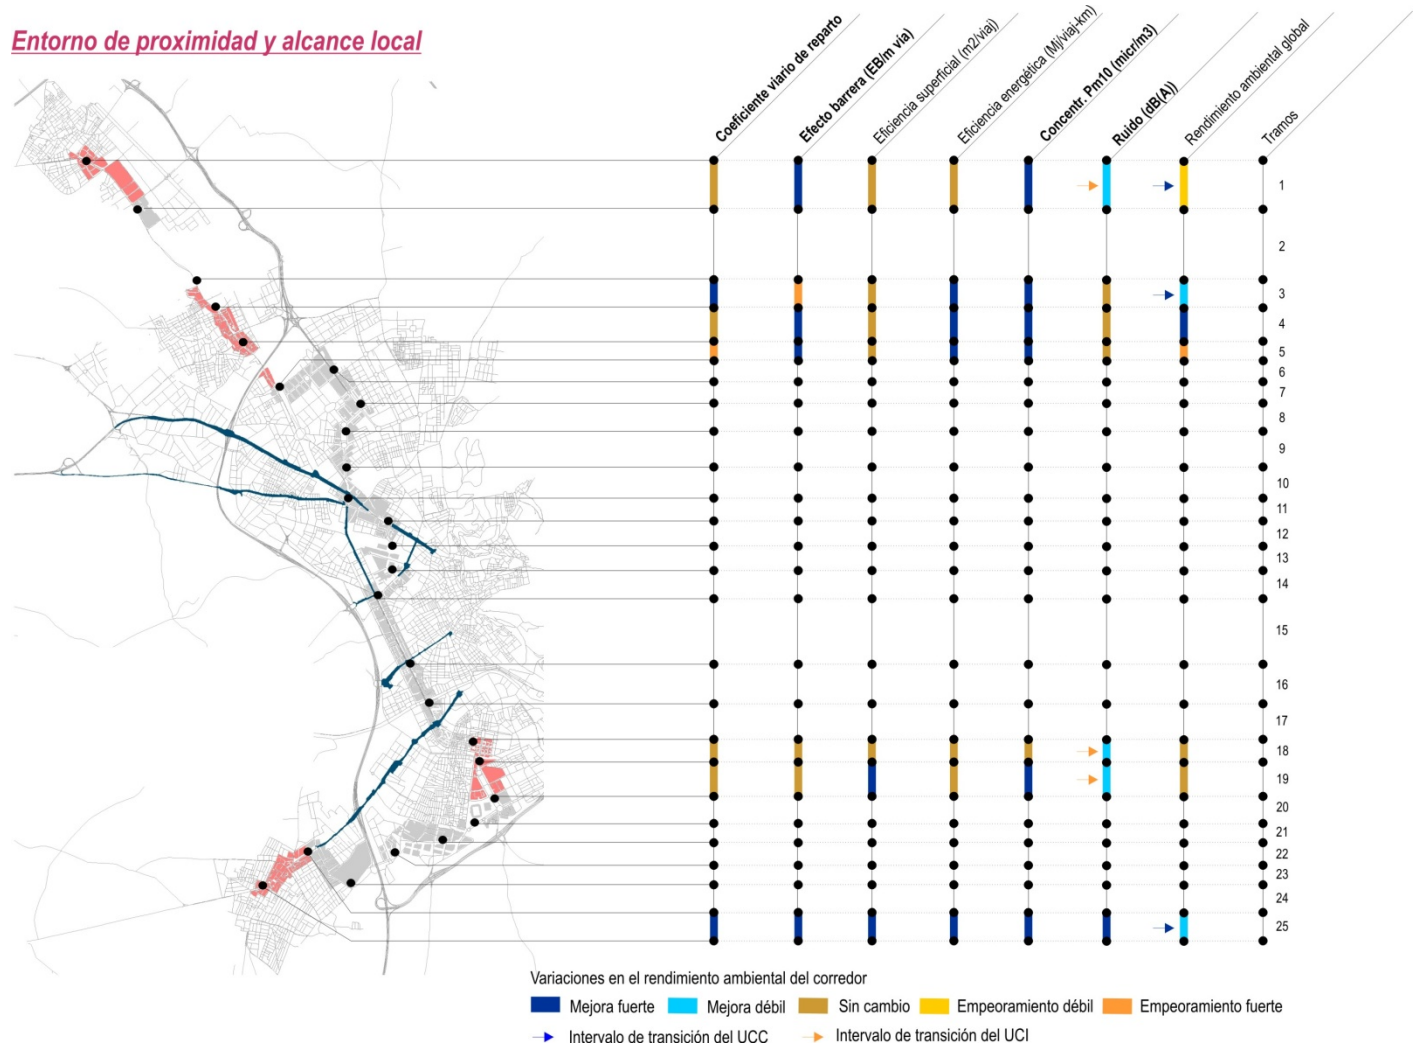 Entorno de proximidad y alcance local
Coeficiente viario de reparto
Efecto barrera (EB/m vía)
Eficiencia superficial (m2/viaj)
Eficiencia energética (Mj/viaj-km)
Concentr. Pm10 (micr/m3)
Ruido (dB(A))
Rendimiento ambiental global
Tramos
1
2
3
4
5
6
7
8
9
10
11
12
13
14
15
16
17
18
19
20
21
22
23
24
25
Variaciones en el rendimiento ambiental del corredor
Mejora fuerte Mejora débil Sin cambio Empeoramiento débil Empeoramiento fuerte
Intervalo de transición del UCC Intervalo de transición del UCI